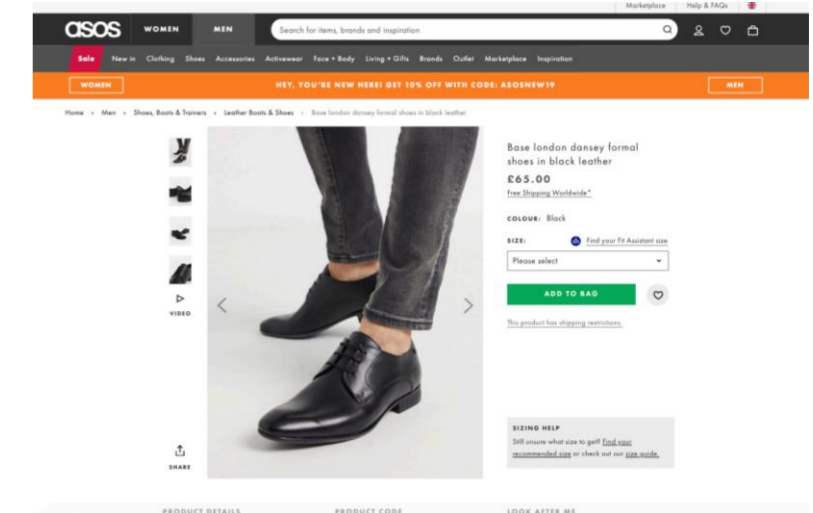 Marketplace Help & FAQs
asos WOMEN MEN Search for items, brands and inspiration
Sale New in Clothing Shoes Accessories Activewear Face + Body Living + Gifts Brands Outlet Marketplace Inspiration
WOMEN HEY, YOU'RE NEW HERE! GET 10% OFF WITH CODE: ASOSNEW19 MEN
Home › Men › Shoes, Boots & Trainers › Leather Boots & Shoes › Base london dansey formal shoes in black leather
Base london dansey formal
shoes in black leather
£65.00
Free Shipping Worldwide*
COLOUR: Black
SIZE: Find your Fit Assistant size
Please select
ADD TO BAG
This product has shipping restrictions.
VIDEO
SHARE
SIZING HELP
Still unsure what size to get? Find your
recommended size or check out our size guide.
PRODUCT DETAILS PRODUCT CODE LOOK AFTER ME